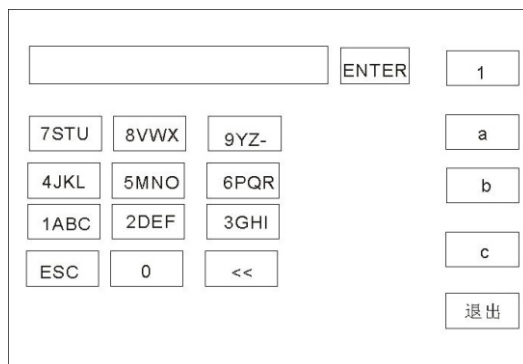 ENTER
1
7STU 8VWX 9YZ-
a
4JKL 5MNO 6PQR
b
1ABC 2DEF 3GHI
c
ESC 0 <<
退出